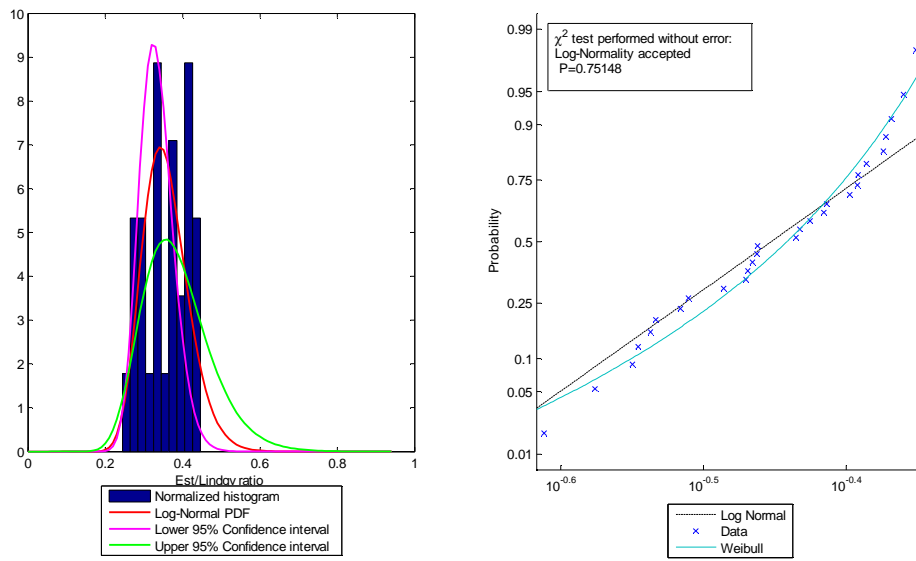 10
9
8
7
6
5
4
3
2
1
0
0
0.2
0.4
0.6
0.8
1
Est/Lindgy ratio
Normalized histogram
Log-Normal PDF
Lower 95% Confidence interval
Upper 95% Confidence interval
χ² test performed without error:
Log-Normality accepted
P=0.75148
Probability
0.99
0.95
0.9
0.75
0.5
0.25
0.1
0.05
0.01
10^-0.6
10^-0.5
10^-0.4
Log Normal
Data
Weibull